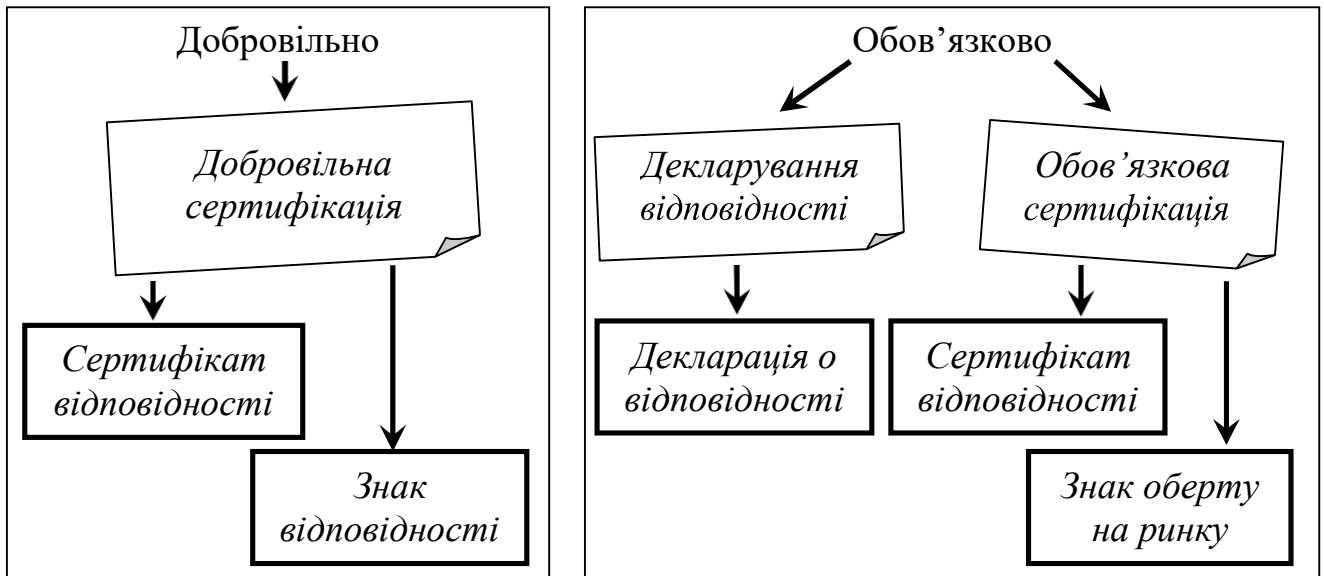 Добровільно
Добровільна
сертифікація
Сертифікат
відповідності
Знак
відповідності
Обов’язково
Декларування
відповідності
Обов’язкова
сертифікація
Декларація о
відповідності
Сертифікат
відповідності
Знак оберту
на ринку